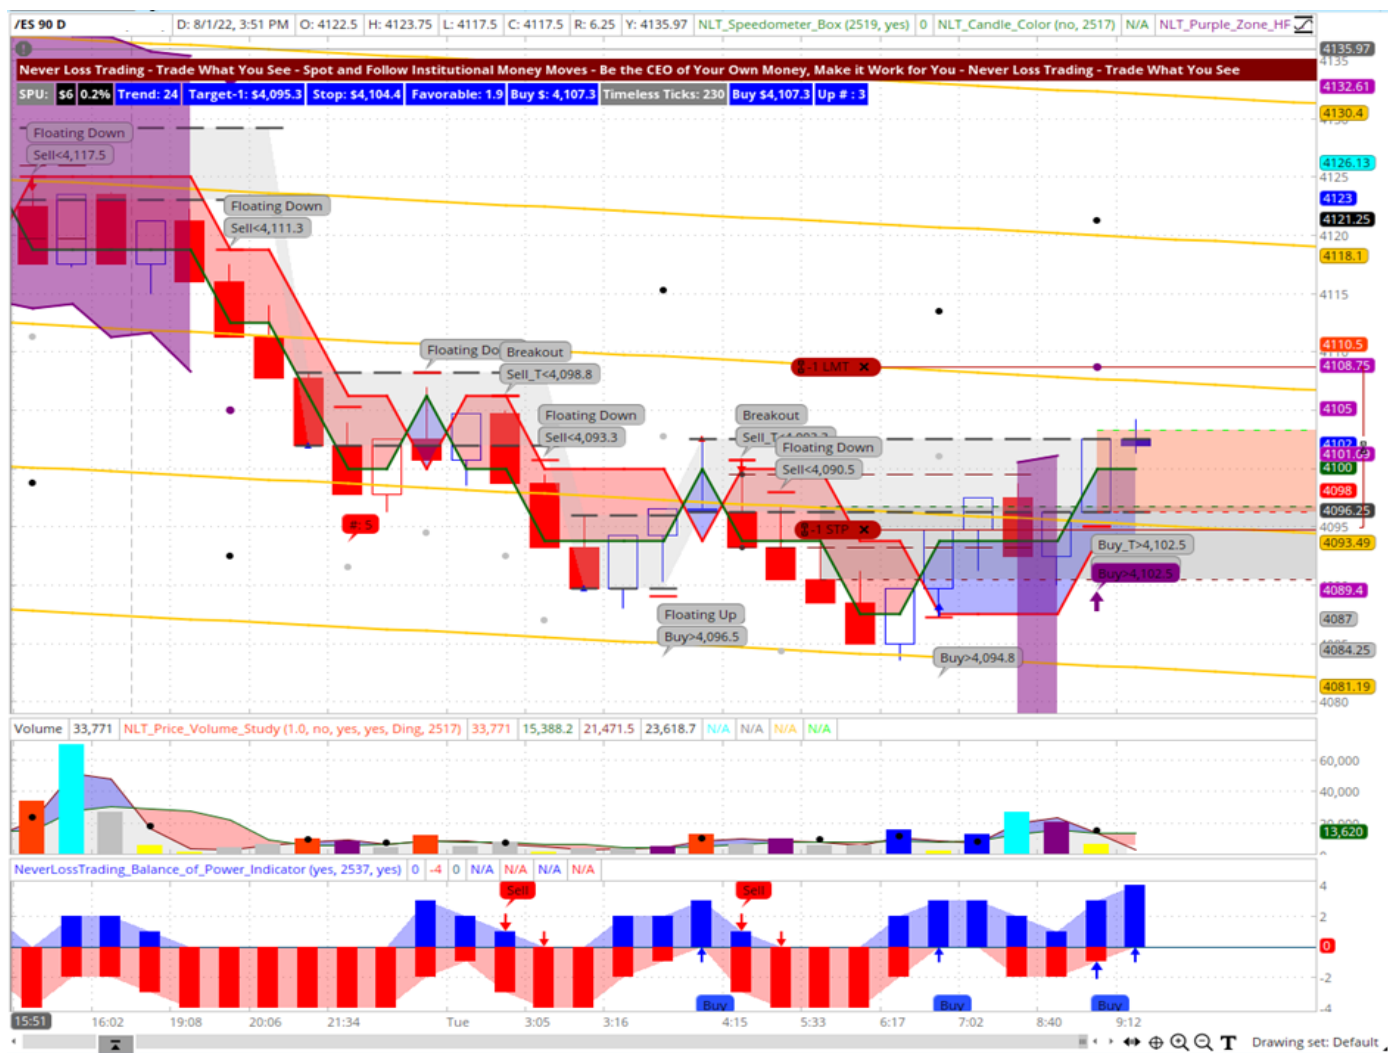 /ES 90 D D: 8/1/22, 3:51 PM O: 4122.5 H: 4123.75 L: 4117.5 C: 4117.5 R: 6.25 Y: 4135.97 NLT_Speedometer_Box (2519, yes) 0 NLT_Candle_Color (no, 2517) N/A NLT_Purple_Zone_HF
Never Loss Trading - Trade What You See - Spot and Follow Institutional Money Moves - Be the CEO of Your Own Money, Make it Work for You - Never Loss Trading - Trade What You See
SPU: $6 0.2% Trend: 24 Target-1: $4,095.3 Stop: $4,104.4 Favorable: 1.9 Buy $: 4,107.3 Timeless Ticks: 230 Buy $4,107.3 Up # : 3
Floating Down
Sell<4,117.5
Floating Down
Sell<4,111.3
Floating Do
Breakout
Sell_T<4,098.8
Floating Down
Sell<4,093.3
#: 5
Floating Up
Buy>4,096.5
Breakout
Floating Down
Sell<4,090.5
-1 LMT
-1 STP
Buy>4,094.8
Buy_T>4,102.5
Buy>4,102.5
4135.97
4135
4132.61
4130.4
4126.13
4125
4123
4121.25
4120
4118.1
4115
4110.5
4108.75
4105
4102
4100
4098
4096.25
4095
4093.49
4089.4
4087
4084.25
4081.19
4080
Volume 33,771 NLT_Price_Volume_Study (1.0, no, yes, yes, Ding, 2517) 33,771 15,388.2 21,471.5 23,618.7 N/A N/A N/A N/A
60,000
40,000
13,620
NeverLossTrading_Balance_of_Power_Indicator (yes, 2537, yes) 0 -4 0 N/A N/A N/A N/A
Sell
Sell
Buy
Buy
Buy
4
2
0
-2
-4
15:51 16:02 19:08 20:06 21:34 Tue 3:05 3:16 4:15 5:33 6:17 7:02 8:40 9:12
T Drawing set: Default